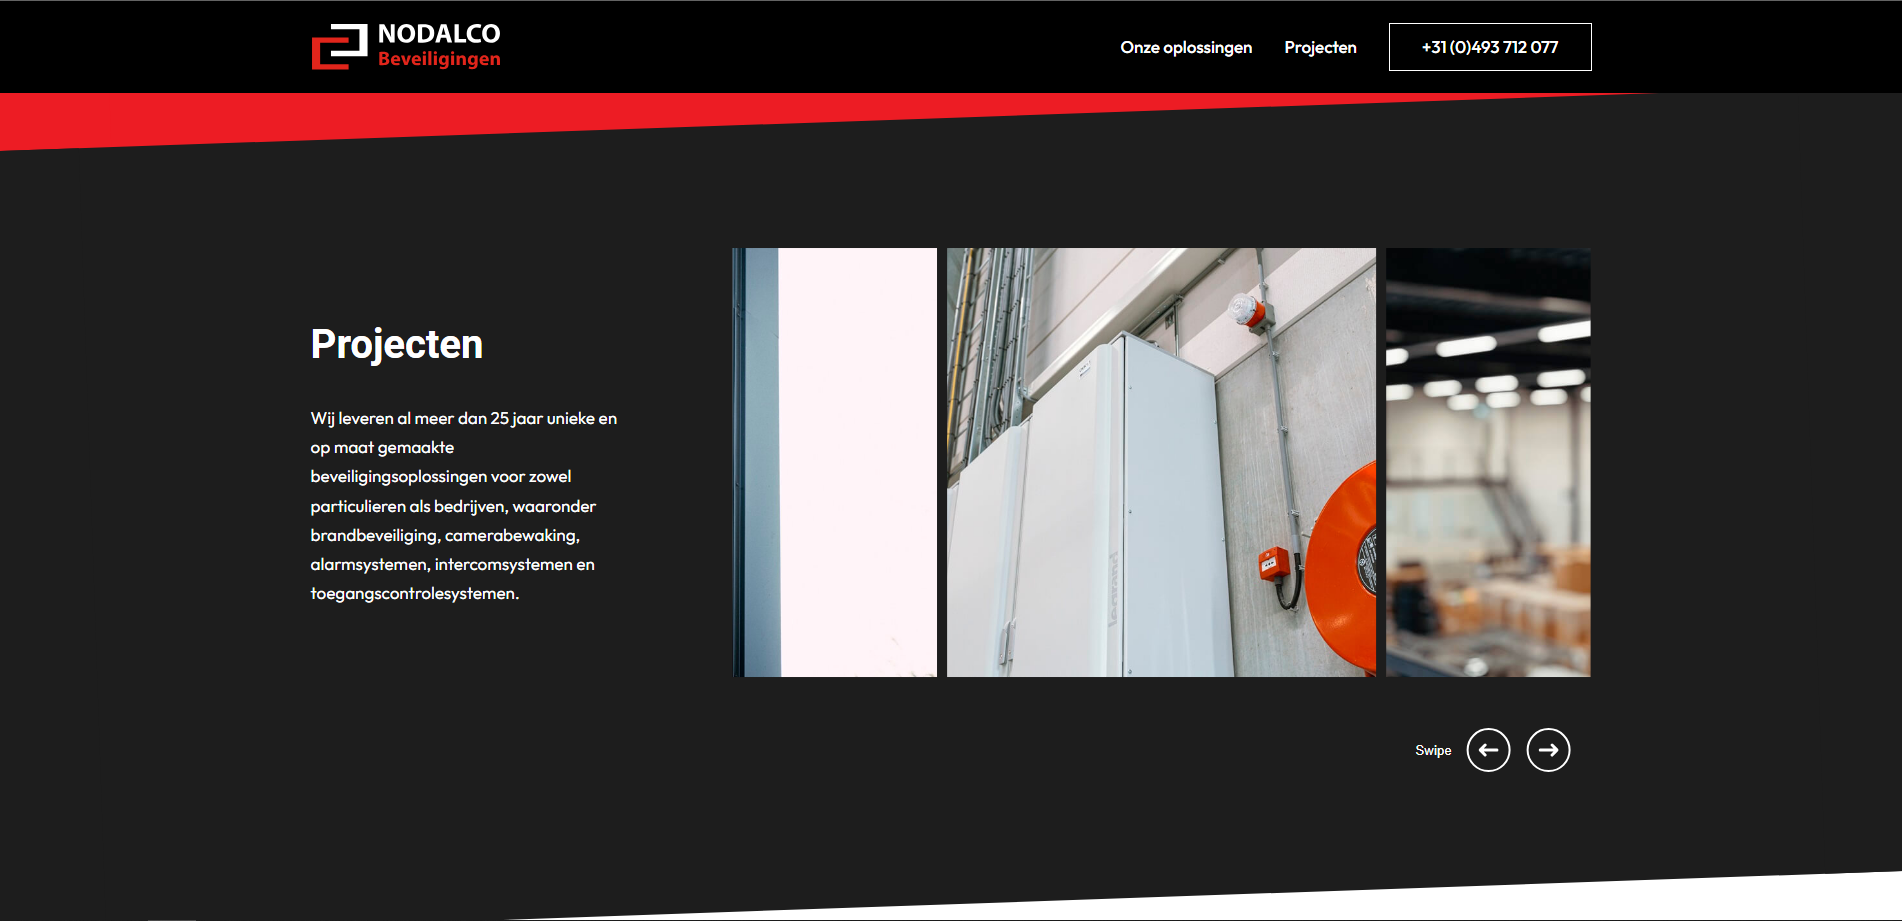 NODALCO
Beveiligingen
Onze oplossingen
Projecten
+31 (0)493 712 077
Projecten
Wij leveren al meer dan 25 jaar unieke en
op maat gemaakte
beveiligingsoplossingen voor zowel
particulieren als bedrijven, waaronder
brandbeveiliging, camerabewaking,
alarmsystemen, intercomsystemen en
toegangscontrolesystemen.
legrand
Swipe